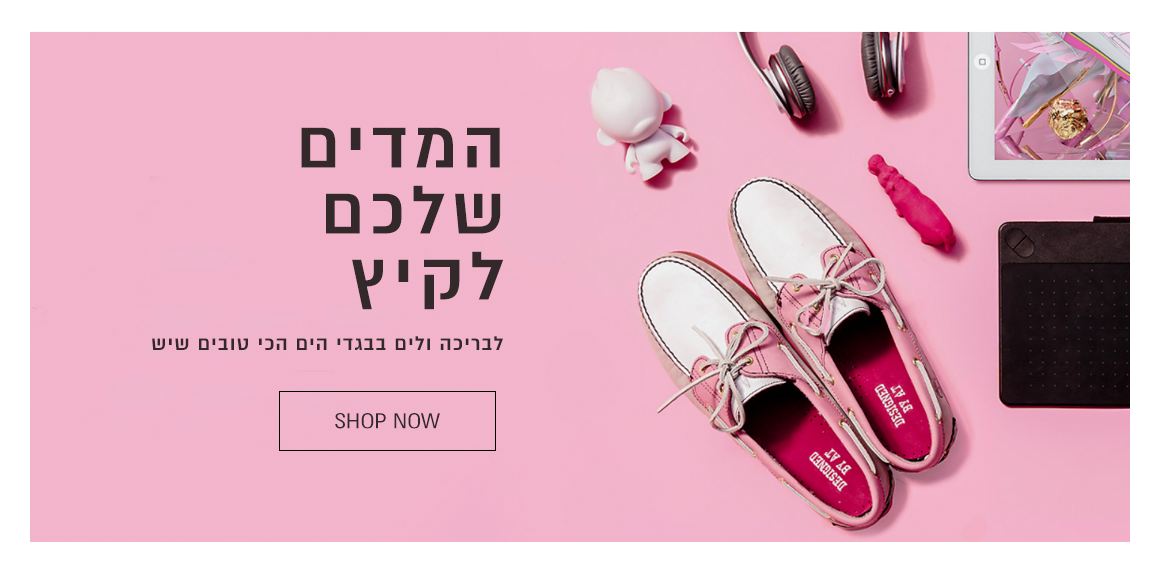 המדים
שלכם
לקיץ
לבריכה ולים בבגדי הים הכי טובים שיש
SHOP NOW
DESIGNED
BY AT
DESIGNED
BY AT